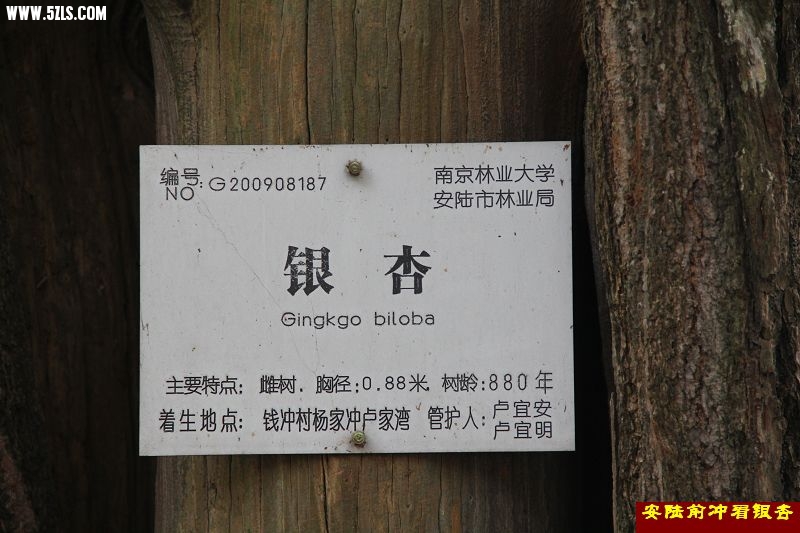 WWW.5ZLS.COM
编号:G200908187
NO
南京林业大学
安陆市林业局
银杏
Gingkgo biloba
主要特点: 雌树. 胸径:0.88米. 树龄:880年
着生地点: 钱冲村杨家冲卢家湾 管护人: 卢宜安
卢宜明
安陆前冲看银杏